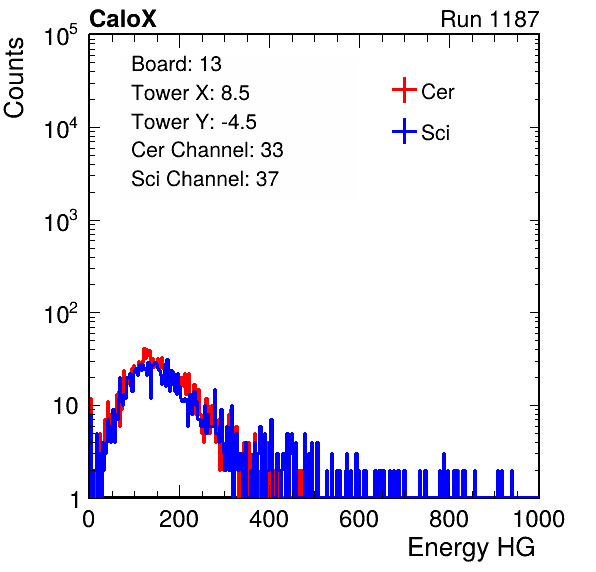 CaloX Run 1187
Counts
Board: 13
Tower X: 8.5
Tower Y: -4.5
Cer Channel: 33
Sci Channel: 37
Cer
Sci
10^5
10^4
10^3
10^2
10
1
0 200 400 600 800 1000
Energy HG